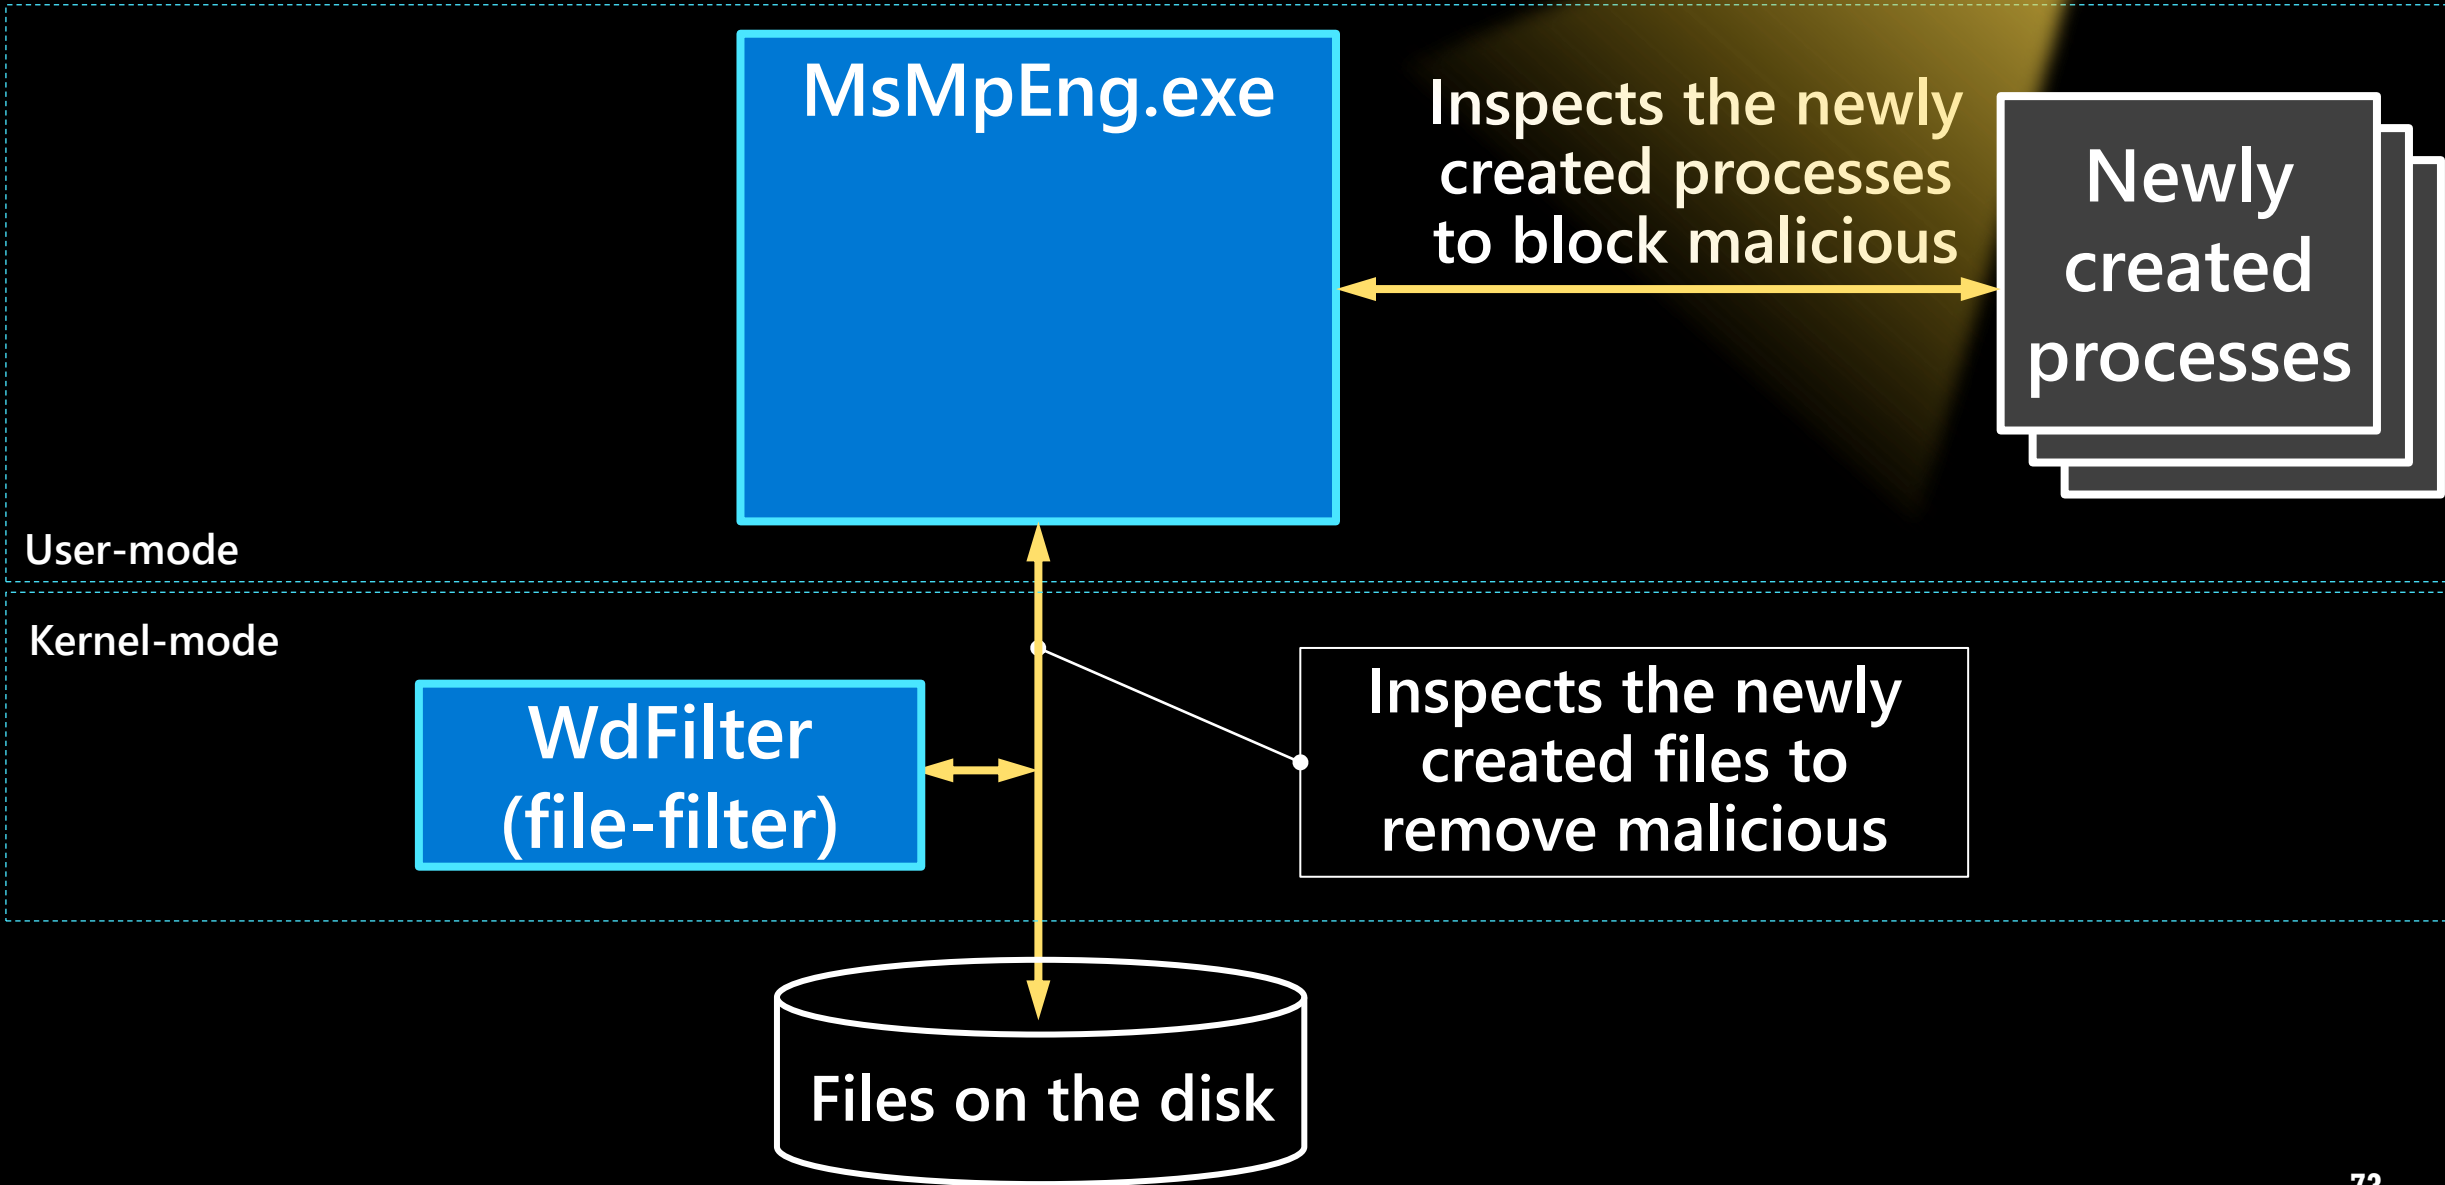 MsMpEng.exe
Inspects the newly
created processes
to block malicious
Newly
created
processes
User-mode
Kernel-mode
WdFilter
(file-filter)
Inspects the newly
created files to
remove malicious
Files on the disk